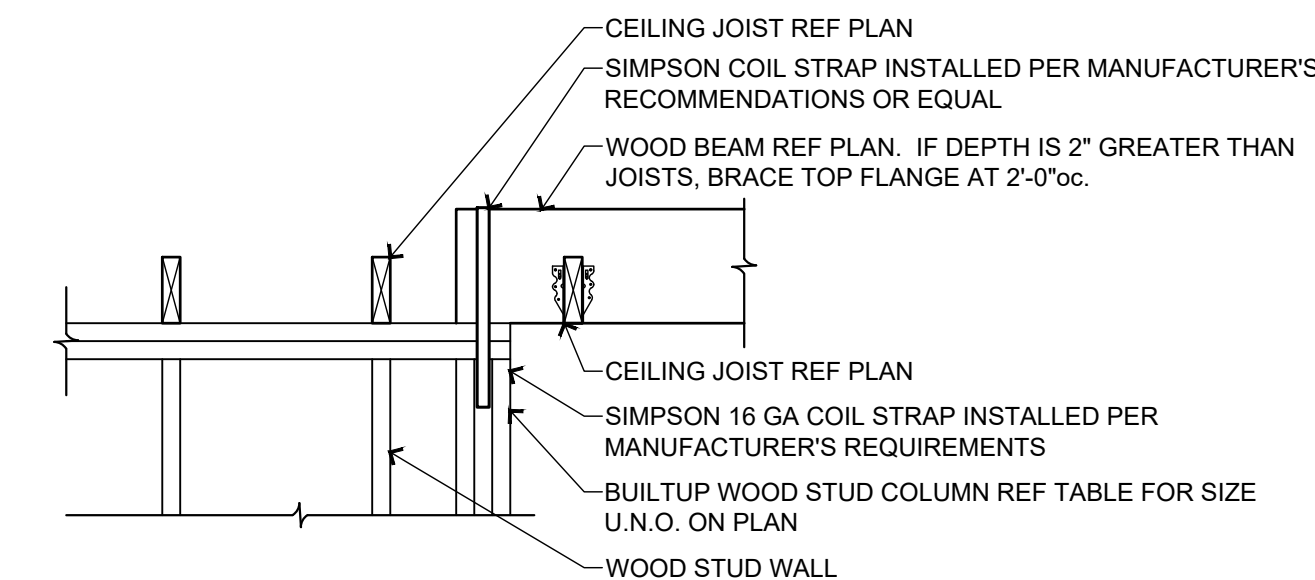 CEILING JOIST REF PLAN
SIMPSON COIL STRAP INSTALLED PER MANUFACTURER'S
RECOMMENDATIONS OR EQUAL
WOOD BEAM REF PLAN. IF DEPTH IS 2" GREATER THAN
JOISTS, BRACE TOP FLANGE AT 2'-0"oc.
CEILING JOIST REF PLAN
SIMPSON 16 GA COIL STRAP INSTALLED PER
MANUFACTURER'S REQUIREMENTS
BUILTUP WOOD STUD COLUMN REF TABLE FOR SIZE
U.N.O. ON PLAN
WOOD STUD WALL